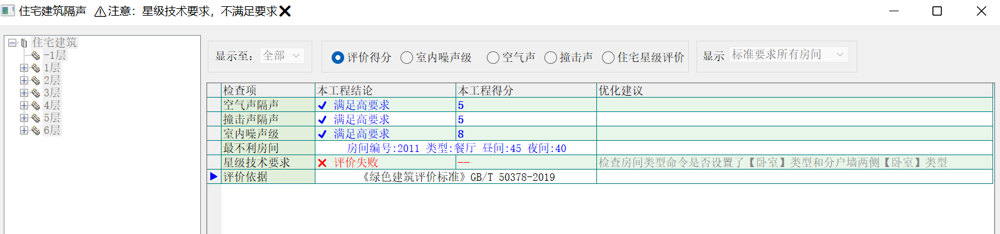 住宅建筑隔声 ⚠注意：星级技术要求，不满足要求❌
住宅建筑
-1层
1层
2层
3层
4层
5层
6层
显示至： 全部
评价得分 室内噪声级 空气声 撞击声 住宅星级评价
显示 标准要求所有房间
检查项 本工程结论 本工程得分 优化建议
空气声隔声 ✔ 满足高要求 5
撞击声隔声 ✔ 满足高要求 5
室内噪声级 ✔ 满足高要求 8
最不利房间 房间编号:2011 类型:餐厅 昼间:45 夜间:40
星级技术要求 ❌ 评价失败 -- 检查房间类型命令是否设置了【卧室】类型和分户墙两侧【卧室】类型
评价依据 《绿色建筑评价标准》GB/T 50378-2019